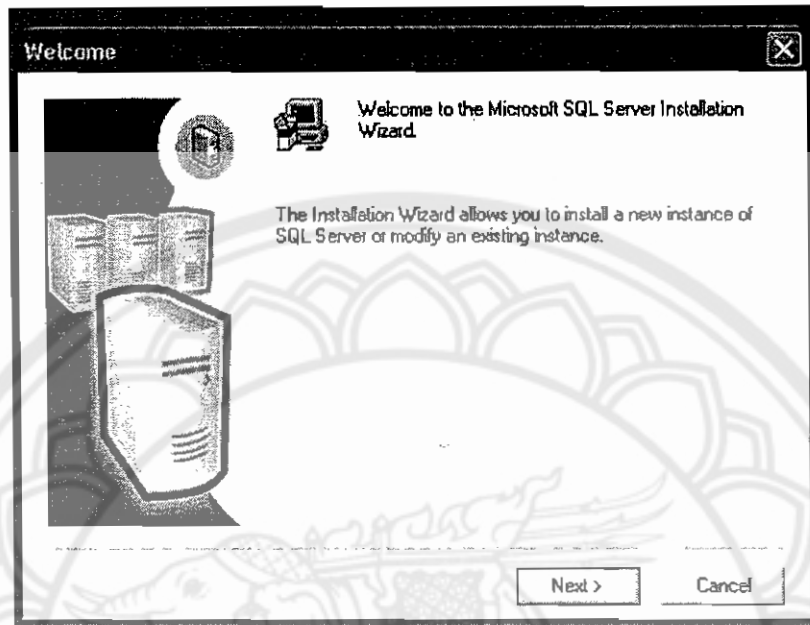 Welcome
Welcome to the Microsoft SQL Server Installation
Wizard.
The Installation Wizard allows you to install a new instance of
SQL Server or modify an existing instance.
Next >
Cancel